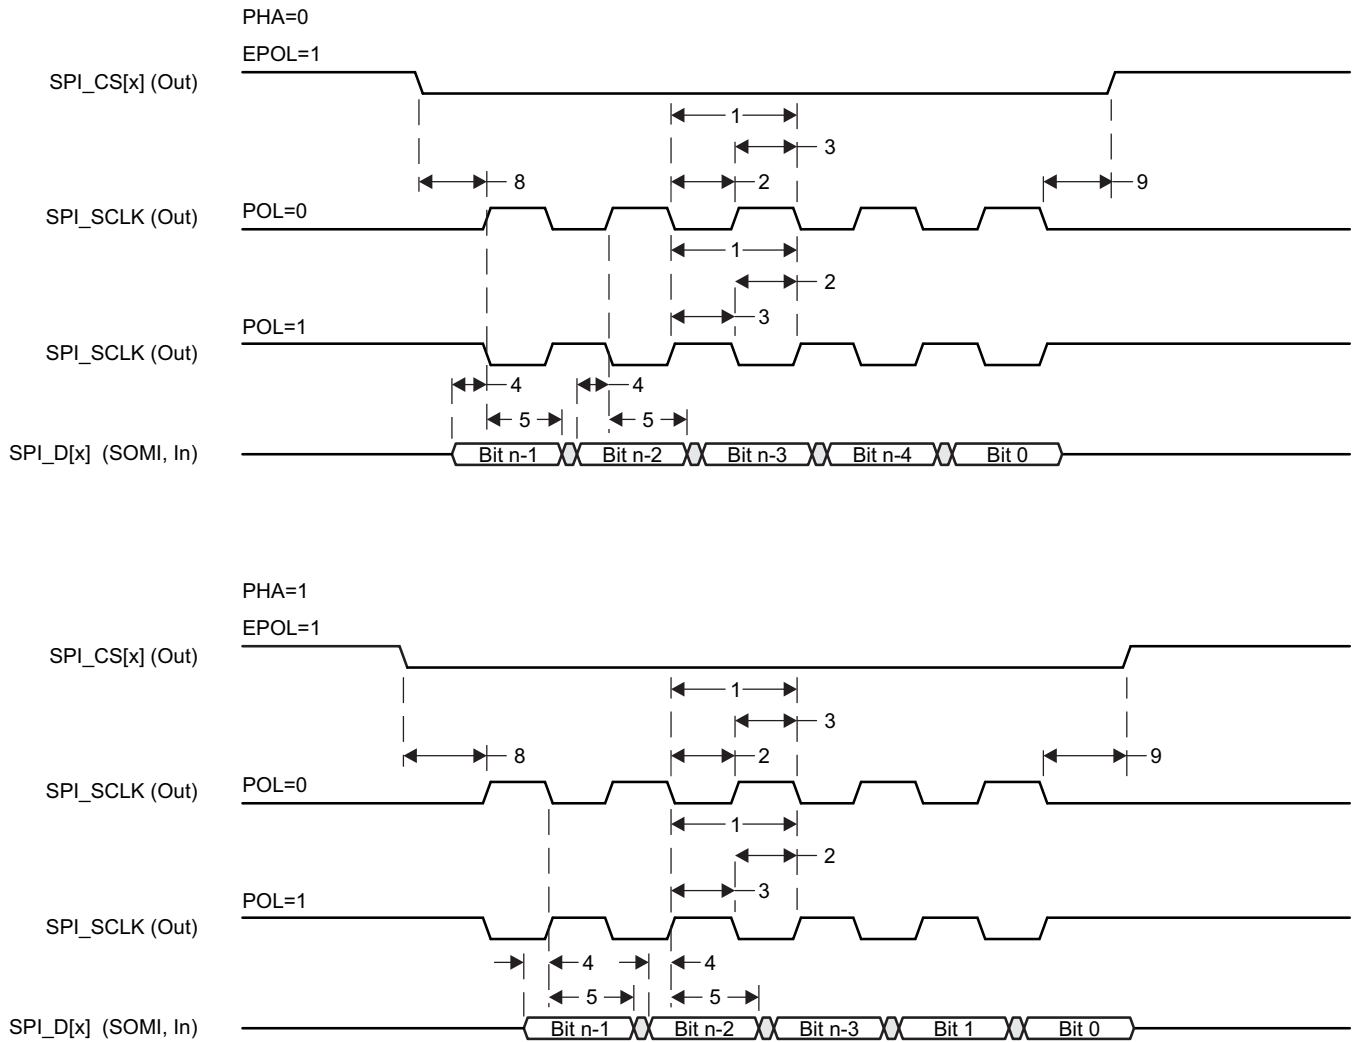 PHA=0
EPOL=1
SPI_CS[x] (Out)
1
3
8
2
9
SPI_SCLK (Out)
POL=0
1
2
3
POL=1
SPI_SCLK (Out)
4
4
5
5
SPI_D[x] (SOMI, In)
Bit n-1
Bit n-2
Bit n-3
Bit n-4
Bit 0
PHA=1
EPOL=1
SPI_CS[x] (Out)
1
3
8
2
9
SPI_SCLK (Out)
POL=0
1
2
3
POL=1
SPI_SCLK (Out)
4
4
5
5
SPI_D[x] (SOMI, In)
Bit n-1
Bit n-2
Bit n-3
Bit 1
Bit 0